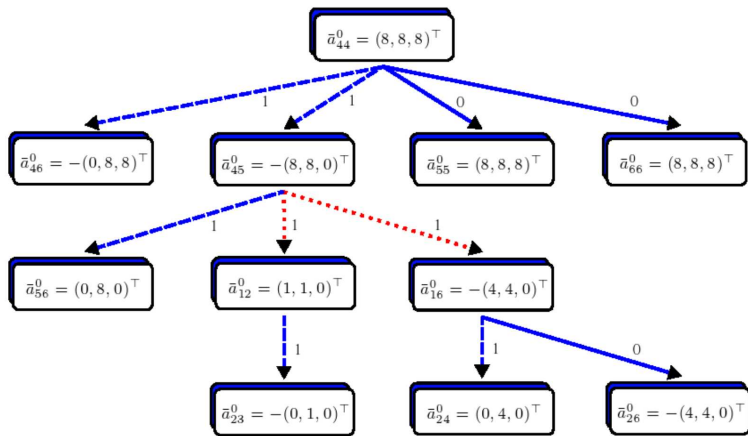 ā⁰₄₄ = (8, 8, 8)ᵀ
1 1 0 0
ā⁰₄₆ = −(0, 8, 8)ᵀ ā⁰₄₅ = −(8, 8, 0)ᵀ ā⁰₅₅ = (8, 8, 8)ᵀ ā⁰₆₆ = (8, 8, 8)ᵀ
1 1 1
ā⁰₅₆ = (0, 8, 0)ᵀ ā⁰₁₂ = (1, 1, 0)ᵀ ā⁰₁₆ = −(4, 4, 0)ᵀ
1 1 0
ā⁰₂₃ = −(0, 1, 0)ᵀ ā⁰₂₄ = (0, 4, 0)ᵀ ā⁰₂₆ = −(4, 4, 0)ᵀ